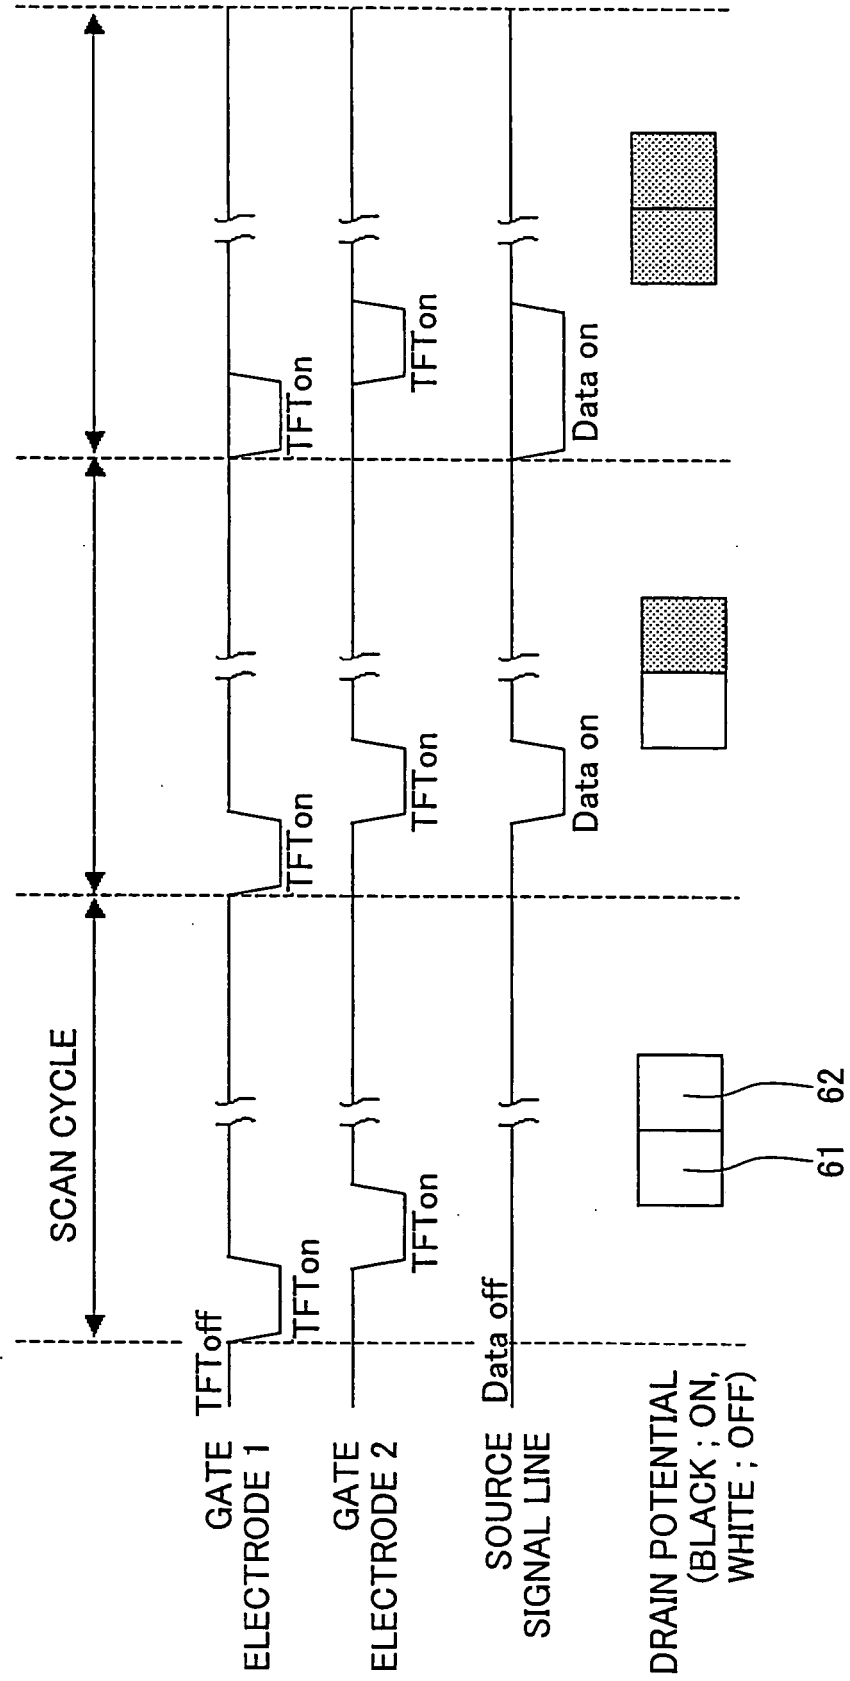 SCAN CYCLE
GATE
ELECTRODE 1
TFToff
TFTon
TFTon
TFTon
GATE
ELECTRODE 2
TFTon
TFTon
TFTon
SOURCE
SIGNAL LINE
Data off
Data on
Data on
DRAIN POTENTIAL
(BLACK ; ON,
WHITE ; OFF)
61
62